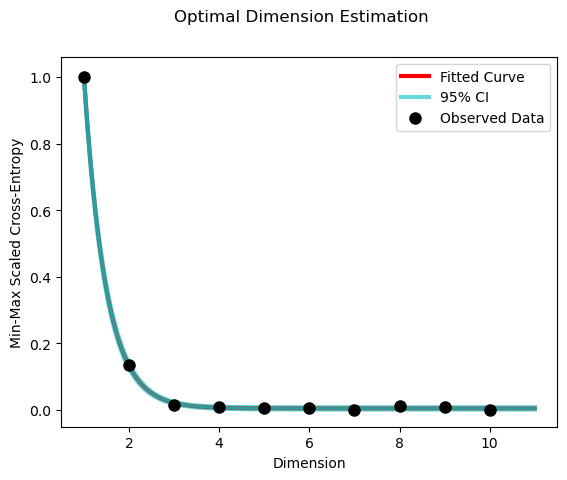 Optimal Dimension Estimation
1.0
0.8
0.6
0.4
0.2
0.0
Min-Max Scaled Cross-Entropy
Fitted Curve
95% CI
Observed Data
2 4 6 8 10
Dimension